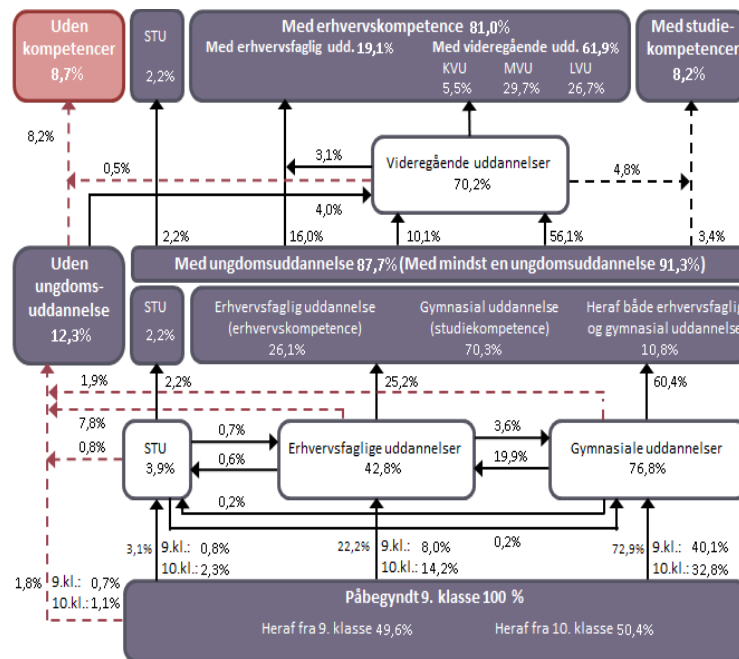 Uden
kompetencer
8,7%
STU
2,2%
Med erhvervskompetence 81,0%
Med erhvervsfaglig udd. 19,1%
Med videregående udd. 61,9%
KVU
MVU
LVU
5,5%
29,7%
26,7%
Med studie-
kompetencer
8,2%
8,2%
0,5%
3,1%
Videregående uddannelser
70,2%
4,8%
4,0%
2,2%
16,0%
10,1%
56,1%
3,4%
Uden
ungdoms-
uddannelse
12,3%
Med ungdomsuddannelse 87,7% (Med mindst en ungdomsuddannelse 91,3%)
STU
2,2%
Erhvervsfaglig uddannelse
(erhvervskompetence)
26,1%
Gymnasial uddannelse
(studiekompetence)
70,3%
Heraf både erhvervsfaglig
og gymnasial uddannelse
10,8%
1,9%
2,2%
25,2%
60,4%
7,8%
0,8%
STU
3,9%
0,7%
0,6%
Erhvervsfaglige uddannelser
42,8%
3,6%
19,9%
Gymnasiale uddannelser
76,8%
0,2%
0,2%
3,1%
9.kl.: 0,8%
10.kl.: 2,3%
22,2%
9.kl.: 8,0%
10.kl.: 14,2%
72,9%
9.kl.: 40,1%
10.kl.: 32,8%
1,8%
9.kl.: 0,7%
10.kl.: 1,1%
Påbegyndt 9. klasse 100 %
Heraf fra 9. klasse 49,6%
Heraf fra 10. klasse 50,4%